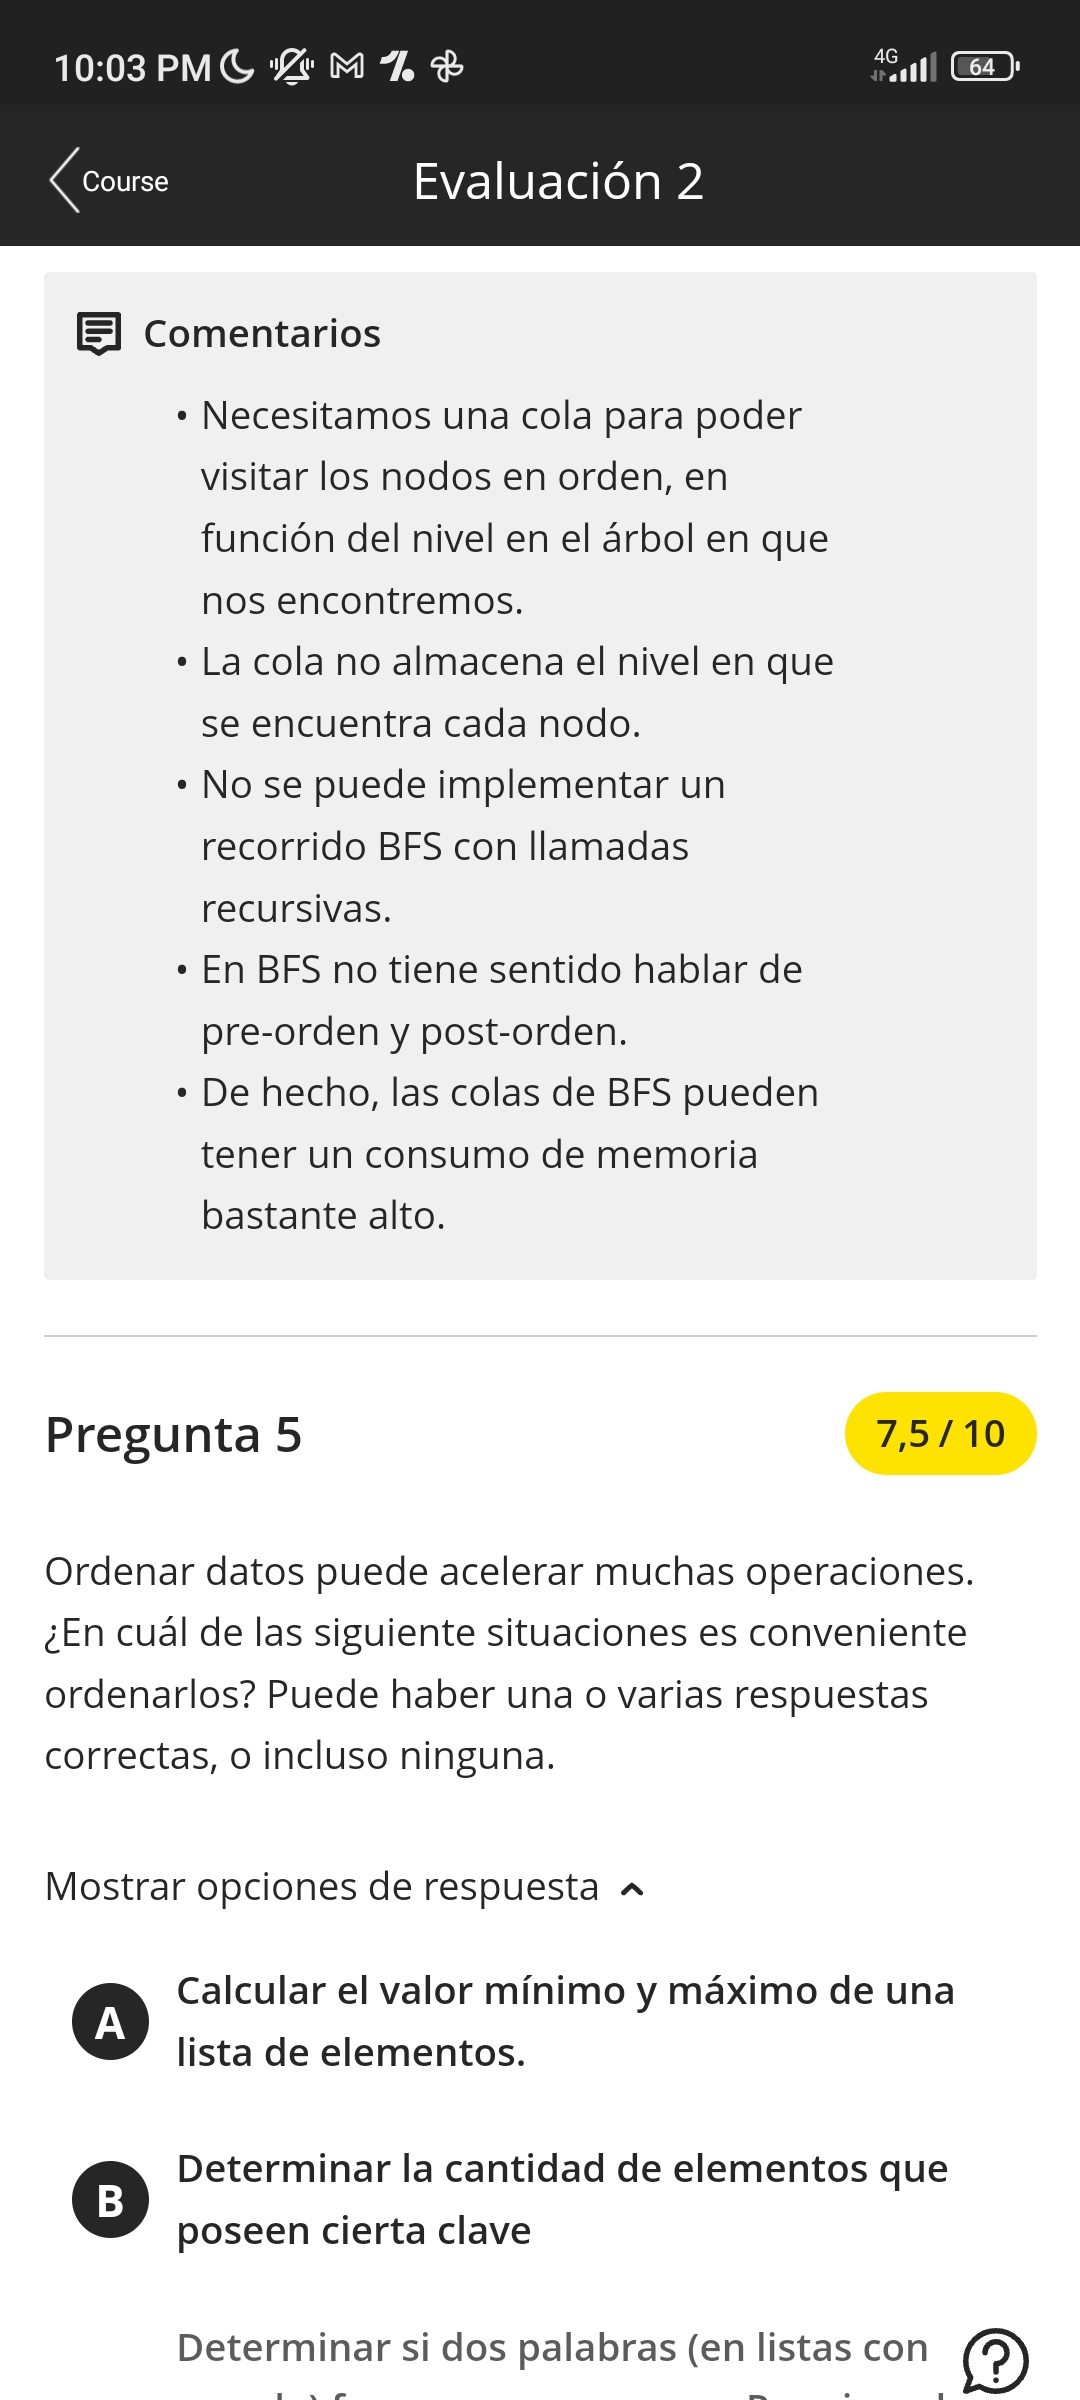 10:03 PM
4G
64
Course
Evaluación 2
Comentarios
• Necesitamos una cola para poder
visitar los nodos en orden, en
función del nivel en el árbol en que
nos encontremos.
• La cola no almacena el nivel en que
se encuentra cada nodo.
• No se puede implementar un
recorrido BFS con llamadas
recursivas.
• En BFS no tiene sentido hablar de
pre-orden y post-orden.
• De hecho, las colas de BFS pueden
tener un consumo de memoria
bastante alto.
Pregunta 5
7,5 / 10
Ordenar datos puede acelerar muchas operaciones.
¿En cuál de las siguiente situaciones es conveniente
ordenarlos? Puede haber una o varias respuestas
correctas, o incluso ninguna.
Mostrar opciones de respuesta
A
Calcular el valor mínimo y máximo de una
lista de elementos.
B
Determinar la cantidad de elementos que
poseen cierta clave
Determinar si dos palabras (en listas con